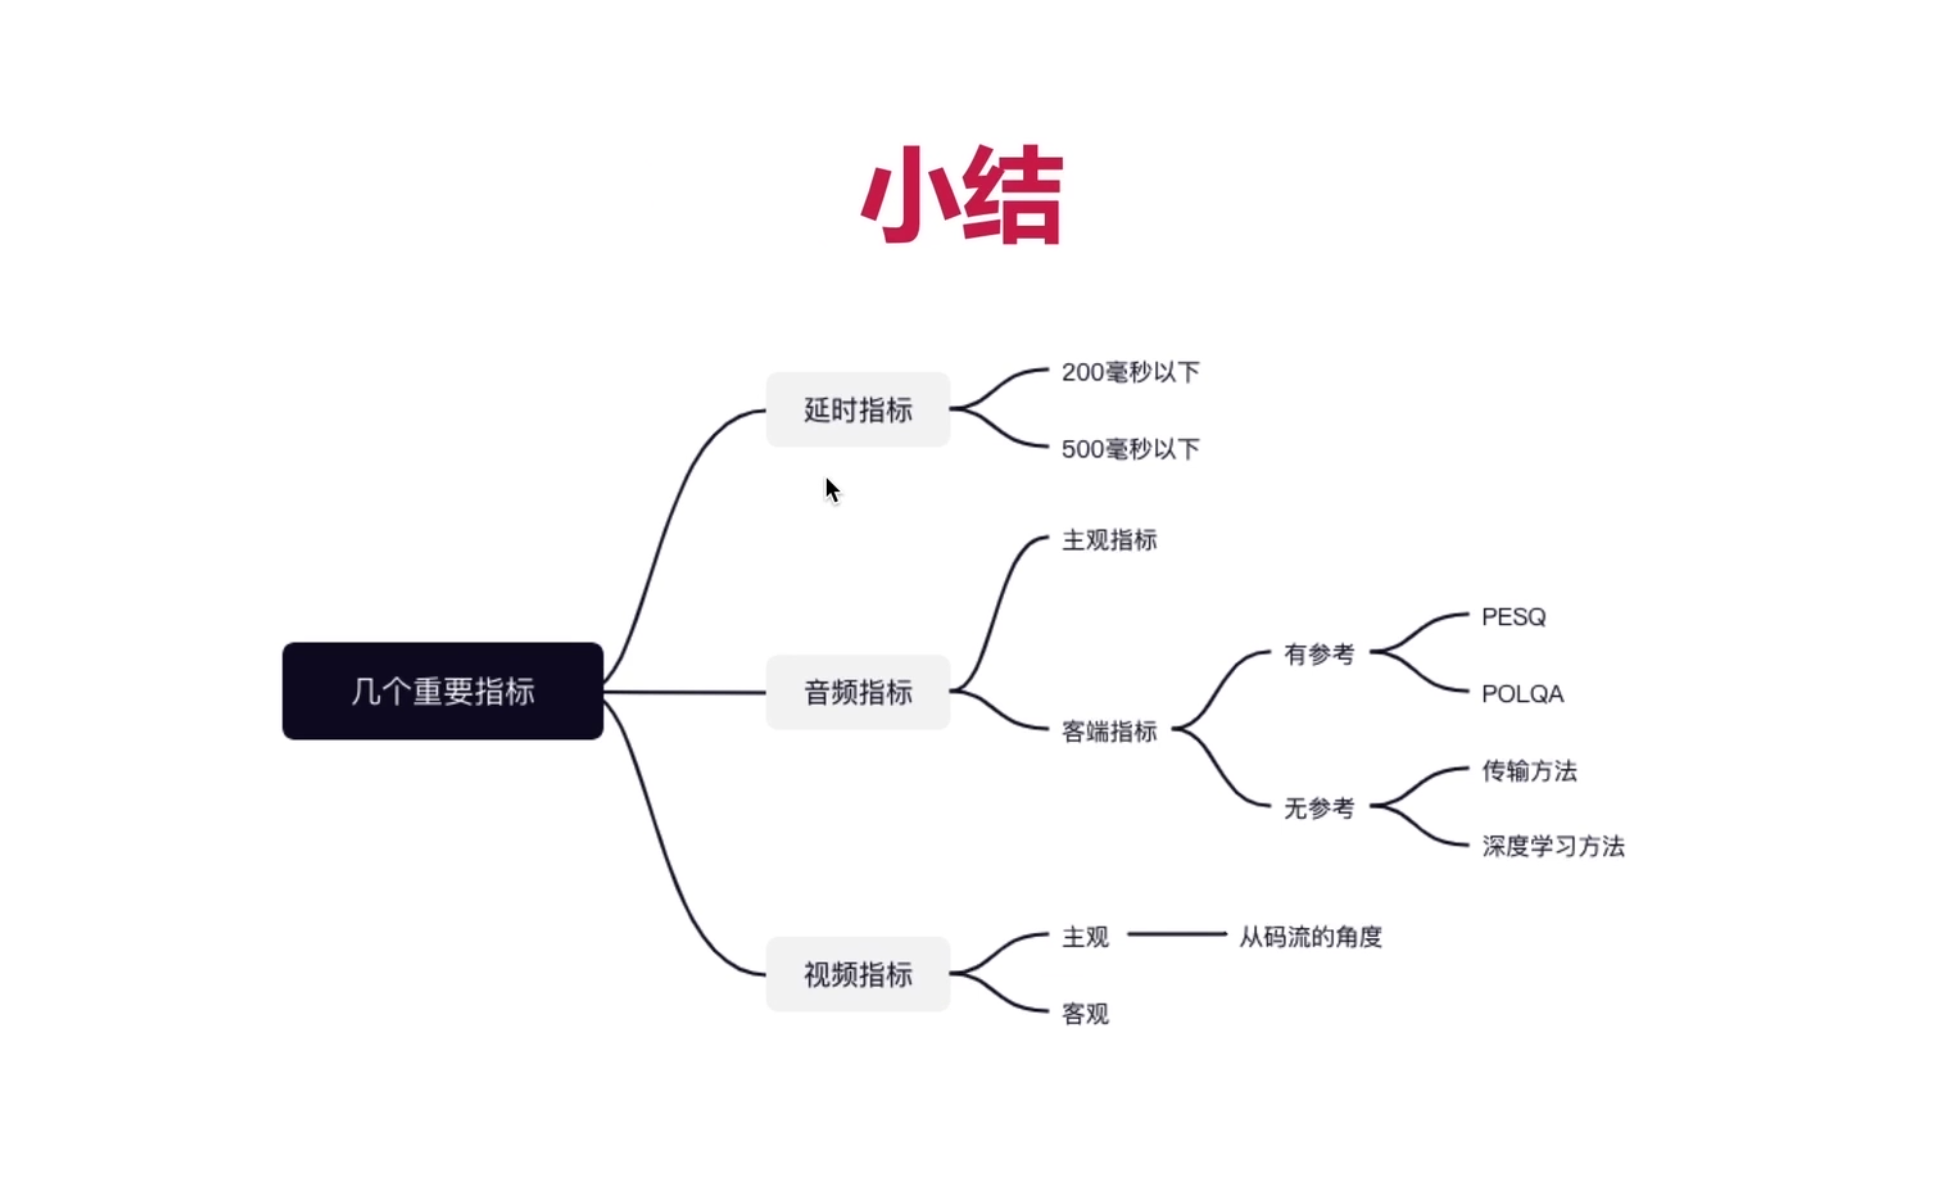 小结
几个重要指标
延时指标
200毫秒以下
500毫秒以下
音频指标
主观指标
客端指标
有参考
PESQ
POLQA
无参考
传输方法
深度学习方法
视频指标
主观
从码流的角度
客观